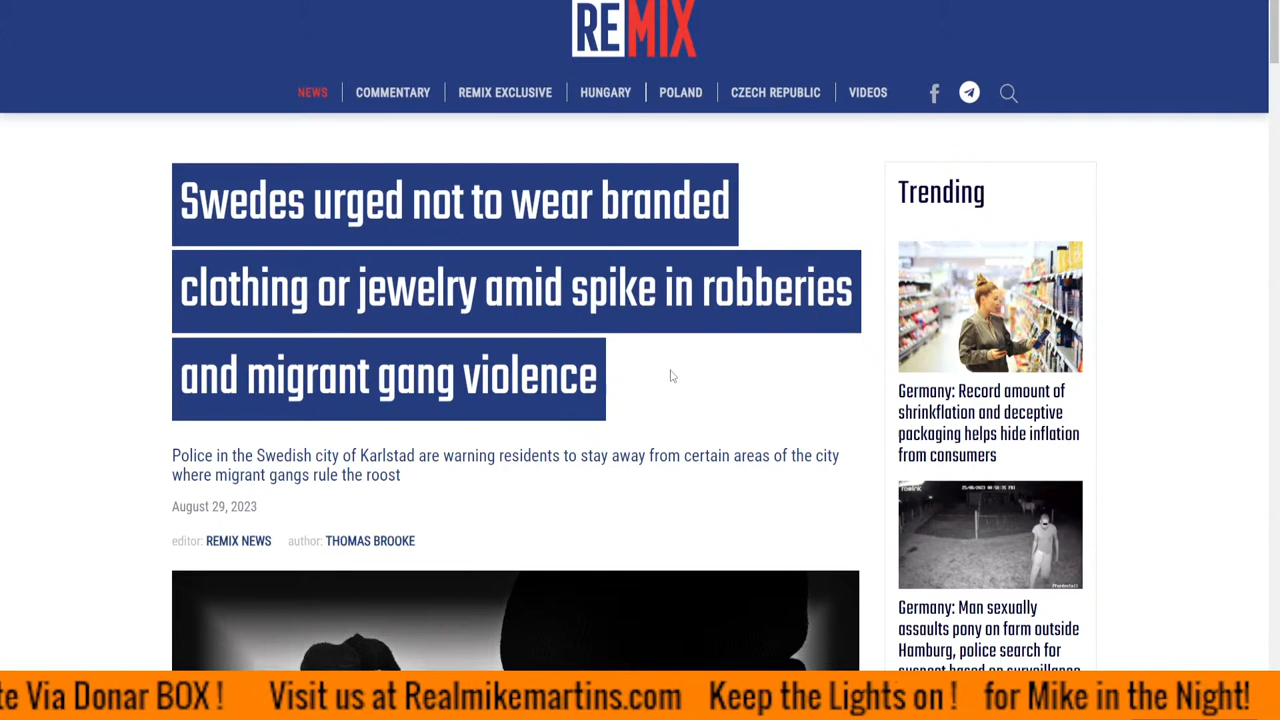 REMIX
NEWS
COMMENTARY
REMIX EXCLUSIVE
HUNGARY
POLAND
CZECH REPUBLIC
VIDEOS
Swedes urged not to wear branded
clothing or jewelry amid spike in robberies
and migrant gang violence
Police in the Swedish city of Karlstad are warning residents to stay away from certain areas of the city
where migrant gangs rule the roost
August 29, 2023
editor: REMIX NEWS author: THOMAS BROOKE
Trending
Germany: Record amount of
shrinkflation and deceptive
packaging helps hide inflation
from consumers
Germany: Man sexually
assaults pony on farm outside
Hamburg, police search for
suspect based on surveillance
te Via Donar BOX ! Visit us at Realmikemartins.com Keep the Lights on ! for Mike in the Night!